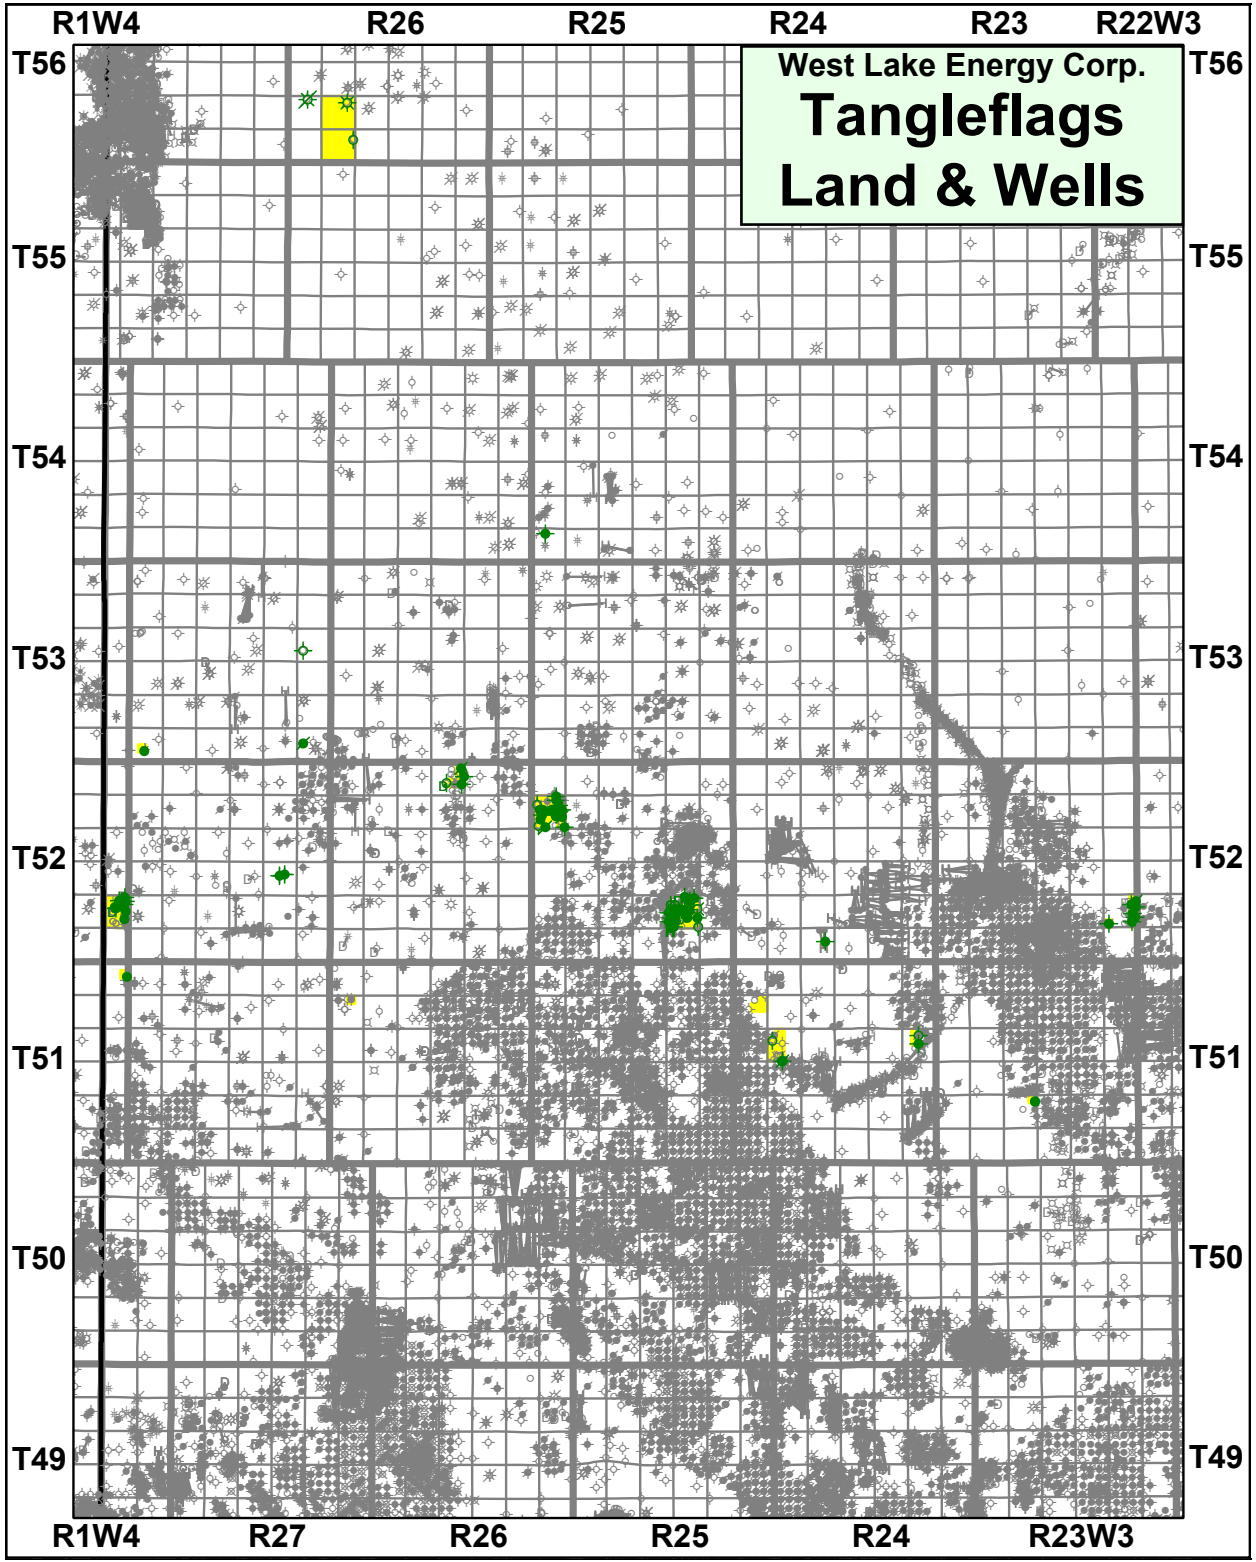 R1W4 R26 R25 R24 R23 R22W3
West Lake Energy Corp.
Tangleflags
Land & Wells
T56 T56
T55 T55
T54 T54
T53 T53
T52 T52
T51 T51
T50 T50
T49 T49
R1W4 R27 R26 R25 R24 R23W3